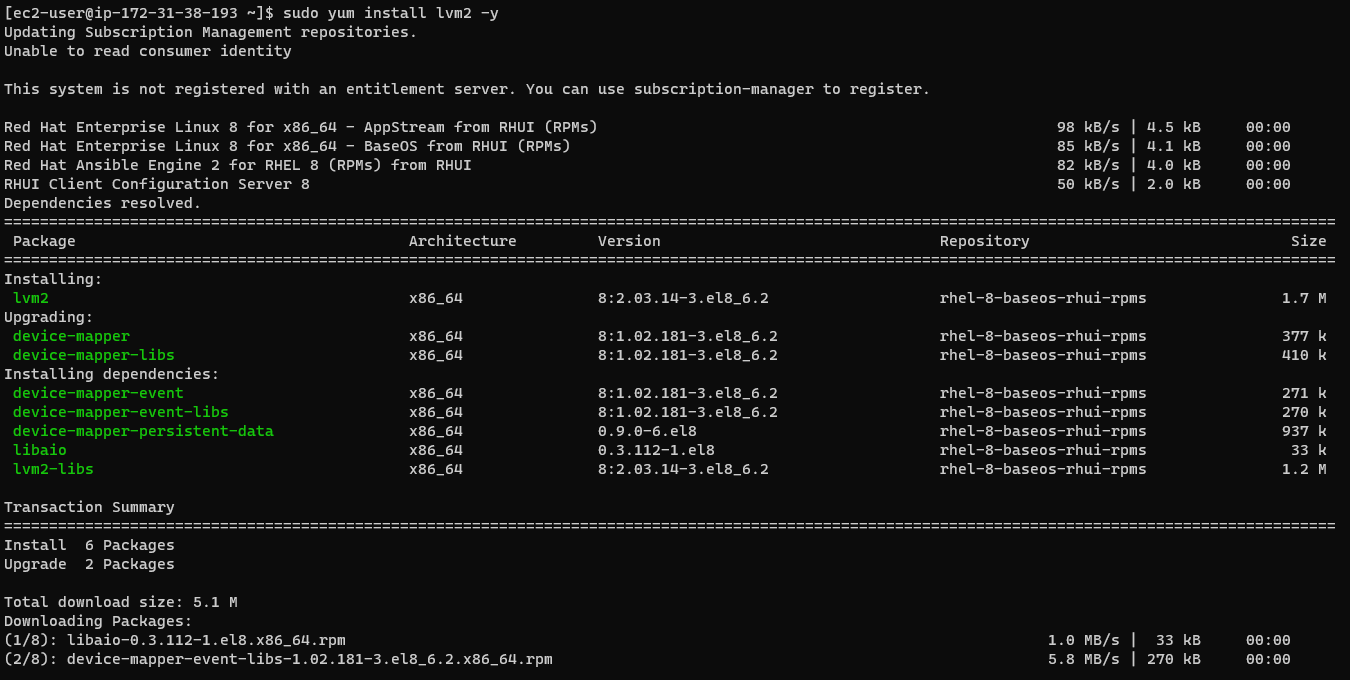 [ec2-user@ip-172-31-38-193 ~]$ sudo yum install lvm2 -y
Updating Subscription Management repositories.
Unable to read consumer identity

This system is not registered with an entitlement server. You can use subscription-manager to register.

Red Hat Enterprise Linux 8 for x86_64 - AppStream from RHUI (RPMs) 98 kB/s | 4.5 kB 00:00
Red Hat Enterprise Linux 8 for x86_64 - BaseOS from RHUI (RPMs) 85 kB/s | 4.1 kB 00:00
Red Hat Ansible Engine 2 for RHEL 8 (RPMs) from RHUI 82 kB/s | 4.0 kB 00:00
RHUI Client Configuration Server 8 50 kB/s | 2.0 kB 00:00
Dependencies resolved.
Package Architecture Version Repository Size
Installing:
lvm2 x86_64 8:2.03.14-3.el8_6.2 rhel-8-baseos-rhui-rpms 1.7 M
Upgrading:
device-mapper x86_64 8:1.02.181-3.el8_6.2 rhel-8-baseos-rhui-rpms 377 k
device-mapper-libs x86_64 8:1.02.181-3.el8_6.2 rhel-8-baseos-rhui-rpms 410 k
Installing dependencies:
device-mapper-event x86_64 8:1.02.181-3.el8_6.2 rhel-8-baseos-rhui-rpms 271 k
device-mapper-event-libs x86_64 8:1.02.181-3.el8_6.2 rhel-8-baseos-rhui-rpms 270 k
device-mapper-persistent-data x86_64 0.9.0-6.el8 rhel-8-baseos-rhui-rpms 937 k
libaio x86_64 0.3.112-1.el8 rhel-8-baseos-rhui-rpms 33 k
lvm2-libs x86_64 8:2.03.14-3.el8_6.2 rhel-8-baseos-rhui-rpms 1.2 M

Transaction Summary
Install 6 Packages
Upgrade 2 Packages

Total download size: 5.1 M
Downloading Packages:
(1/8): libaio-0.3.112-1.el8.x86_64.rpm 1.0 MB/s | 33 kB 00:00
(2/8): device-mapper-event-libs-1.02.181-3.el8_6.2.x86_64.rpm 5.8 MB/s | 270 kB 00:00